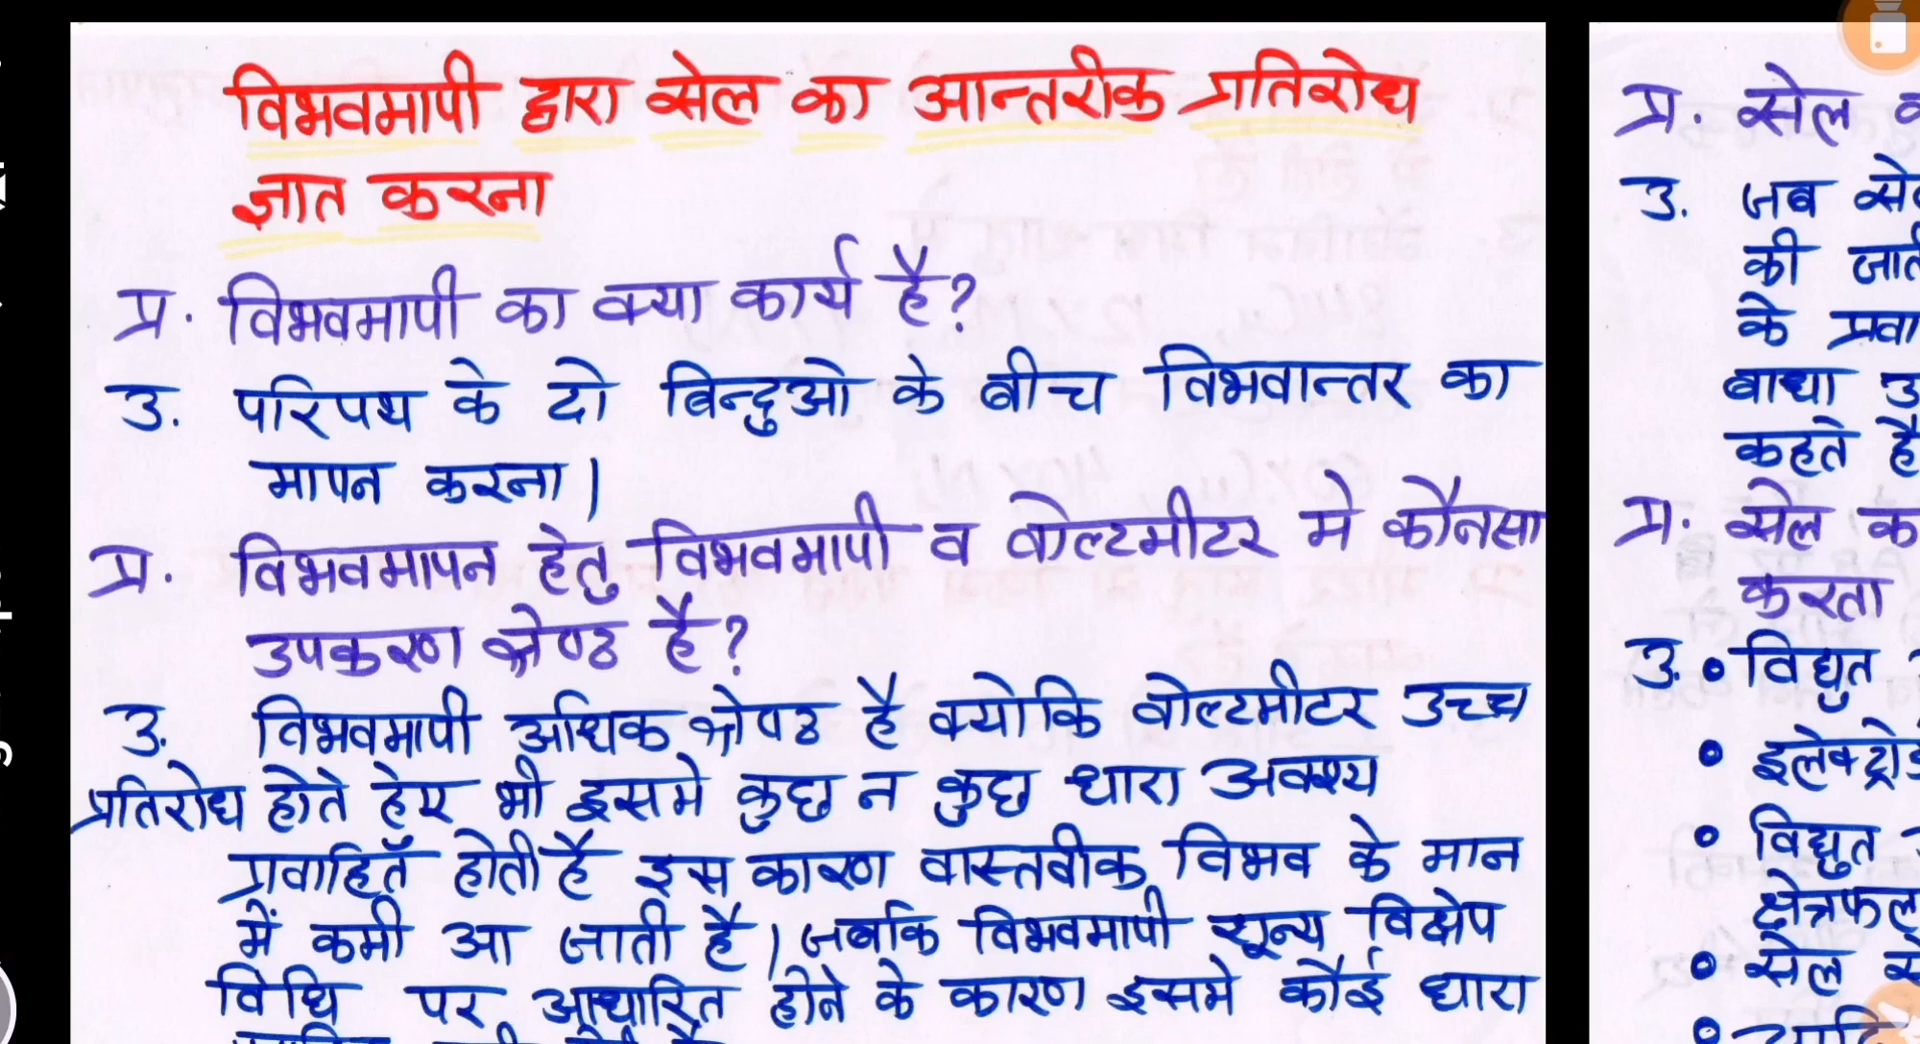 विभवमापी द्वारा सेल का आन्तरीक प्रतिरोध
ज्ञात करना
प्र. विभवमापी का क्या कार्य है?
उ. परिपथ के दो बिन्दुओ के बीच विभवान्तर का
मापन करना।
प्र. विभवमापन हेतु विभवमापी व वोल्टमीटर मे कौनसा
उपकरण श्रेष्ठ है?
उ. विभवमापी अधिक श्रेष्ठ है क्योकि वोल्टमीटर उच्च
प्रतिरोध होते हुए भी इसमे कुछ न कुछ धारा अवश्य
प्रवाहित होती है इस कारण वास्तवीक विभव के मान
में कमी आ जाती है। जबकि विभवमापी शून्य विक्षेप
विधि पर आधारित होने के कारण इसमे कोई धारा
प्र. सेल
उ. जब
की
के
बाधा
कहते
प्र. सेल
करता
उ. • विद्युत
•
• विद्युत
क्षेत्रफल
• सेल
•